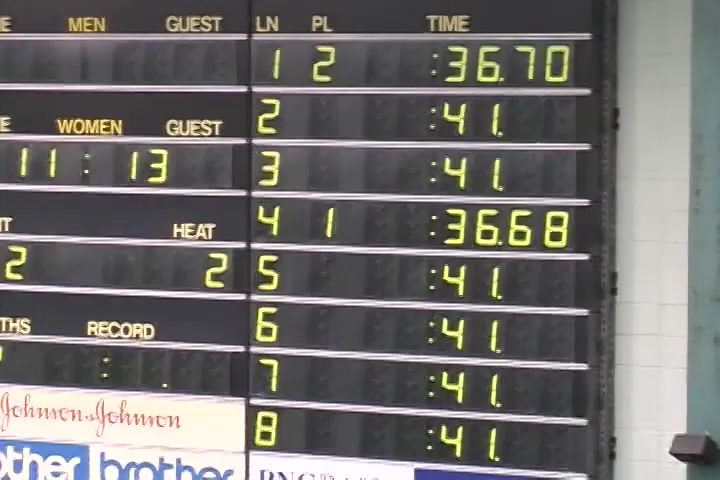 MEN GUEST LN PL TIME
1 2 :36.70
WOMEN GUEST 2 :41.
11: 13 3 :41.
HEAT 4 1 :36.68
2 2 5 :41.
RECORD 6 :41.
: . 7 :41.
Johnson & Johnson 8 :41.
brother